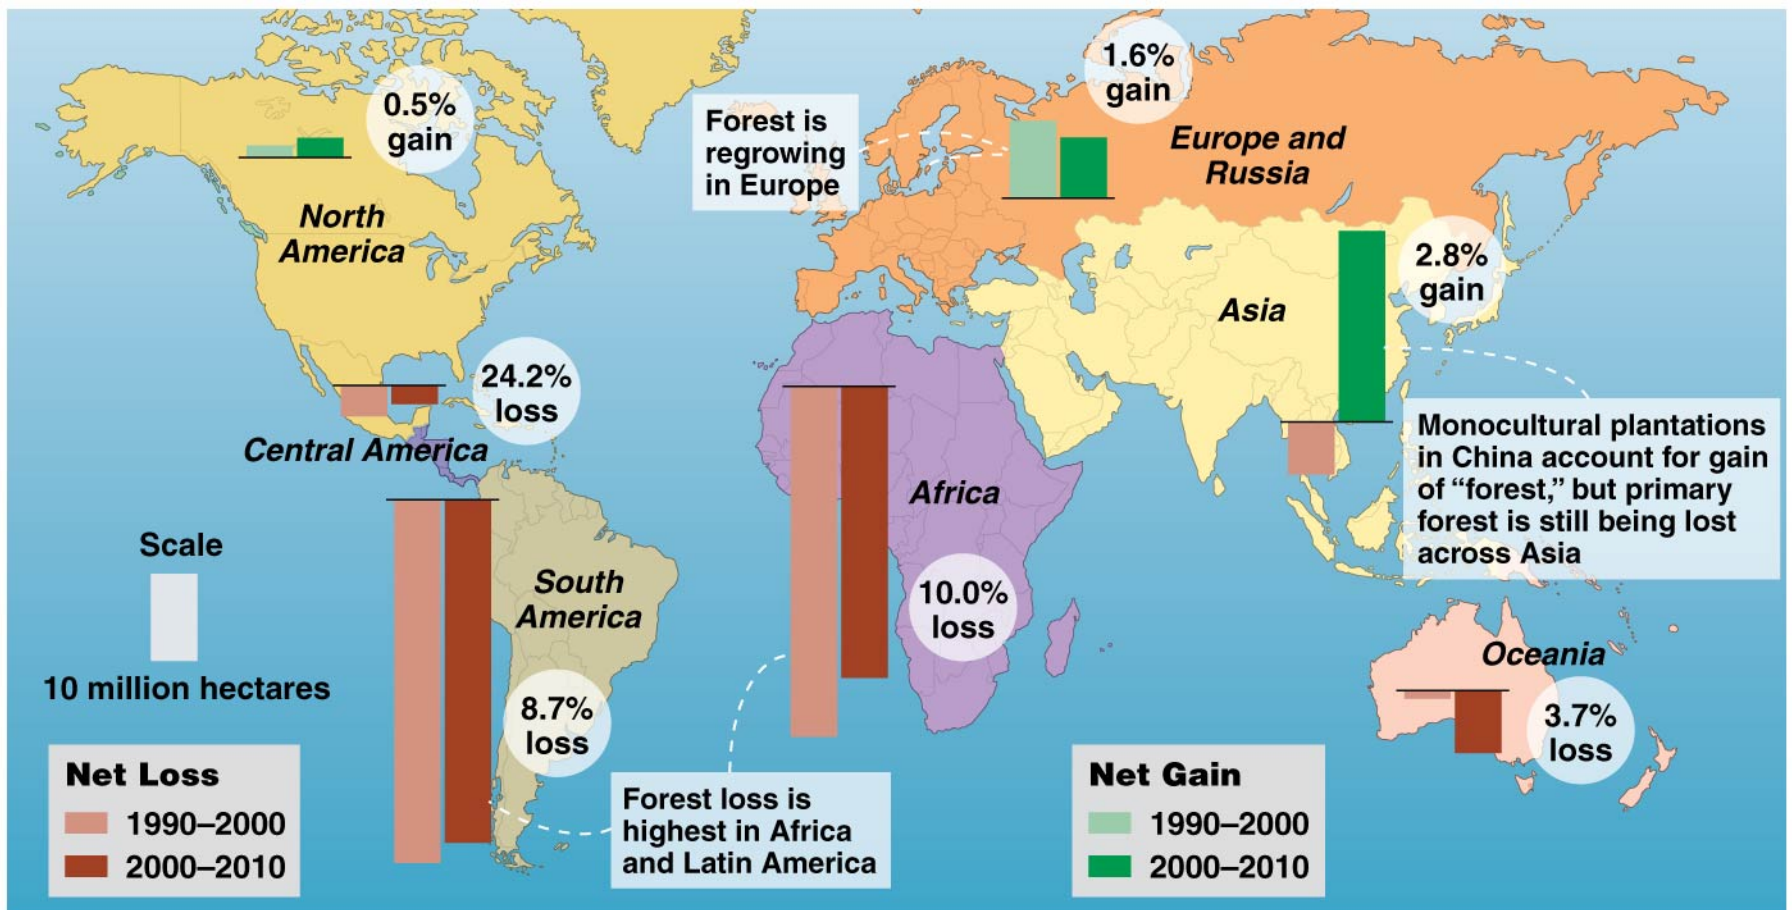 0.5%
gain
North
America
Forest is
regrowing
in Europe
1.6%
gain
Europe and
Russia
2.8%
gain
Asia
24.2%
loss
Central America
Africa
10.0%
loss
Monocultural plantations
in China account for gain
of “forest,” but primary
forest is still being lost
across Asia
Scale
10 million hectares
South
America
8.7%
loss
Oceania
3.7%
loss
Forest loss is
highest in Africa
and Latin America
Net Loss
1990–2000
2000–2010
Net Gain
1990–2000
2000–2010